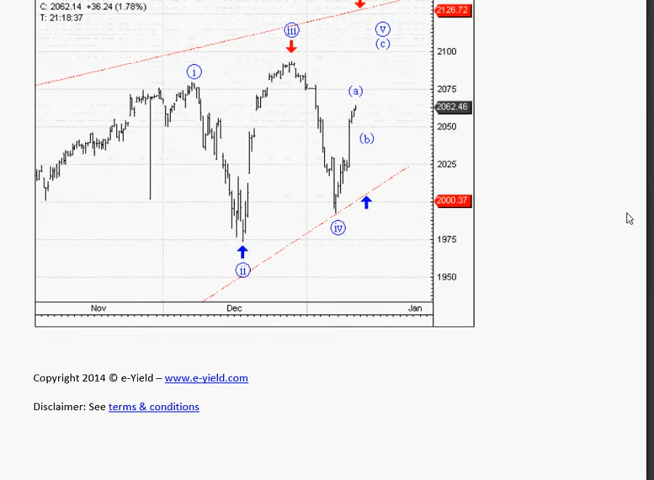 C: 2062.14 +36.24 (1.78%)
T: 21:18:37
2126.72
iii
v
(c)
2100
i
(a)
2075
2062.46
2050
(b)
2025
2000.37
iv
1975
ii
1950
Nov Dec Jan
Copyright 2014 © e-Yield – www.e-yield.com
Disclaimer: See terms & conditions